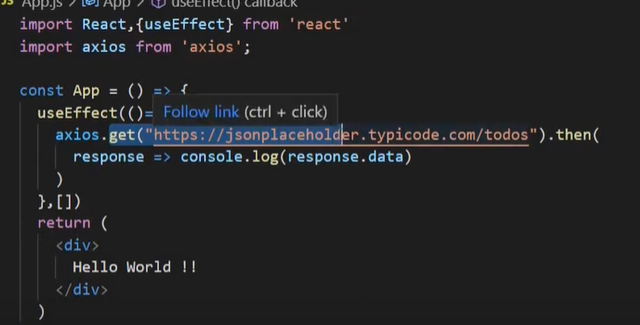 App.js > App > useEffect() callback
import React,{useEffect} from 'react'
import axios from 'axios';
const App = () => {
useEffect(()=
Follow link (ctrl + click)
axios.get("https://jsonplaceholder.typicode.com/todos").then(
response => console.log(response.data)
)
},[])
return (
<div>
Hello World !!
</div>
)